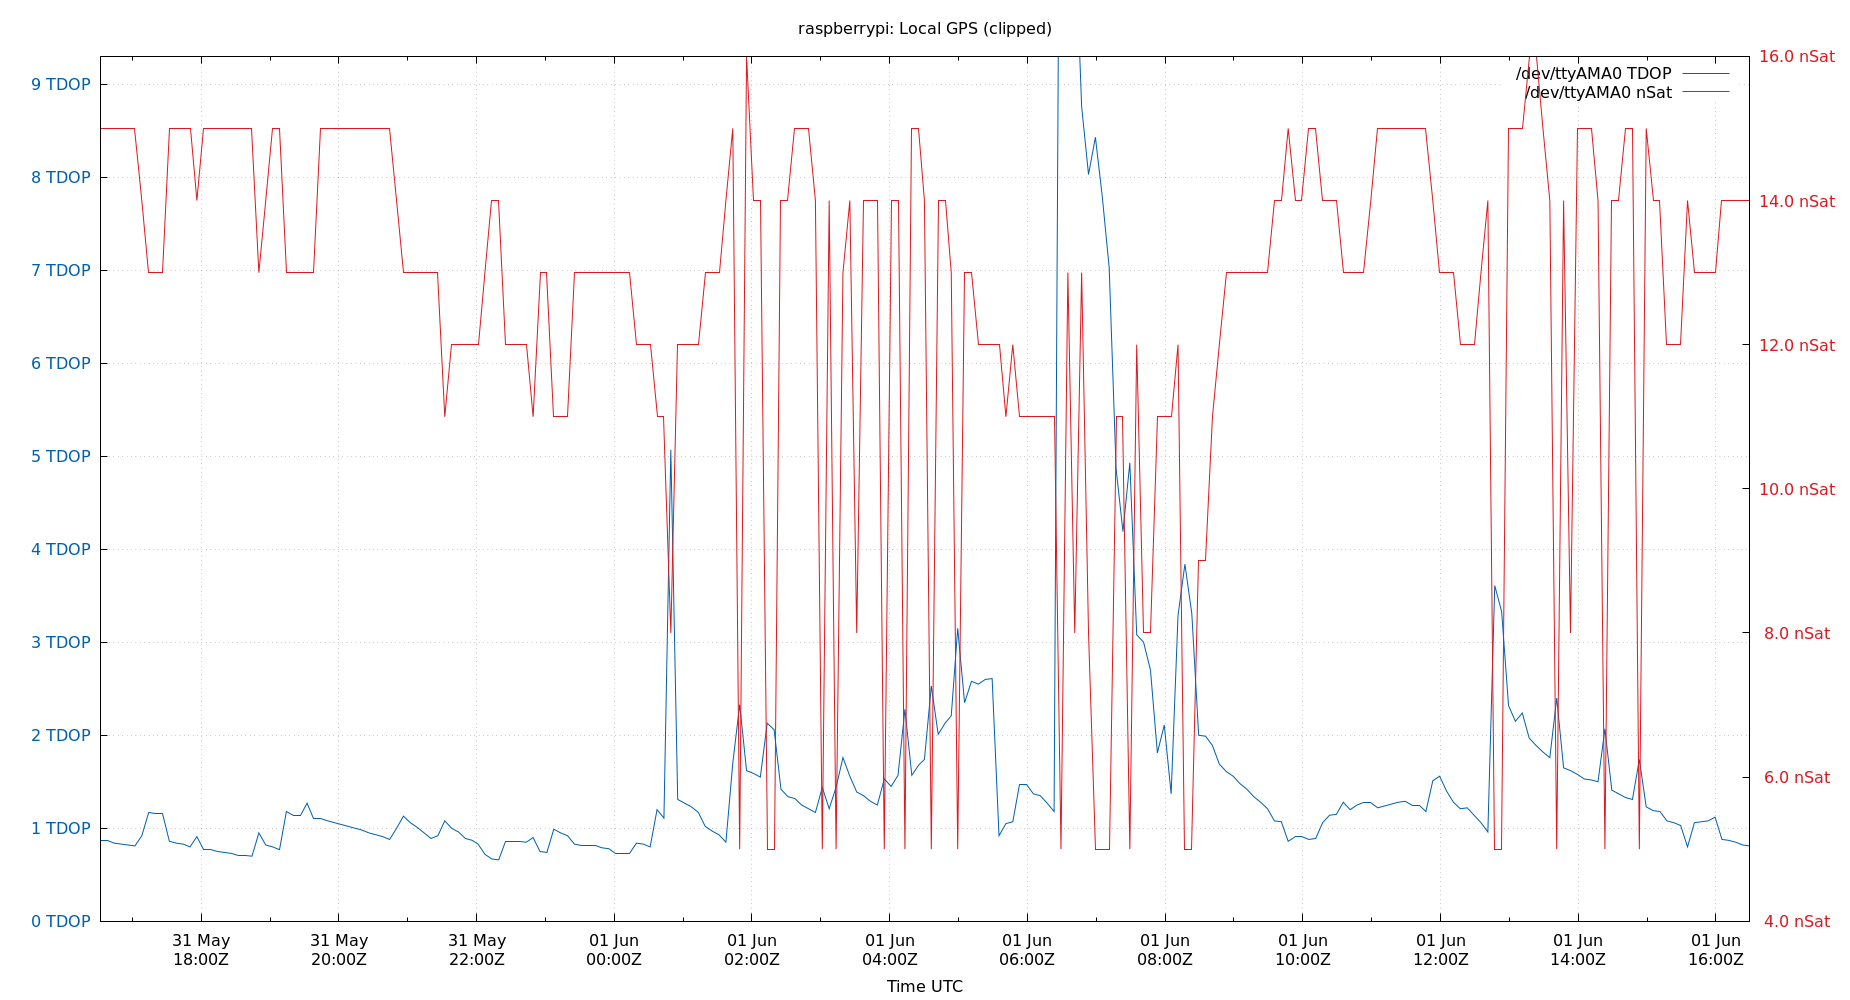 raspberrypi: Local GPS (clipped)
/dev/ttyAMA0 TDOP
/dev/ttyAMA0 nSat
9 TDOP
8 TDOP
7 TDOP
6 TDOP
5 TDOP
4 TDOP
3 TDOP
2 TDOP
1 TDOP
0 TDOP
16.0 nSat
14.0 nSat
12.0 nSat
10.0 nSat
8.0 nSat
6.0 nSat
4.0 nSat
31 May
18:00Z
31 May
20:00Z
31 May
22:00Z
01 Jun
00:00Z
01 Jun
02:00Z
01 Jun
04:00Z
01 Jun
06:00Z
01 Jun
08:00Z
01 Jun
10:00Z
01 Jun
12:00Z
01 Jun
14:00Z
01 Jun
16:00Z
Time UTC